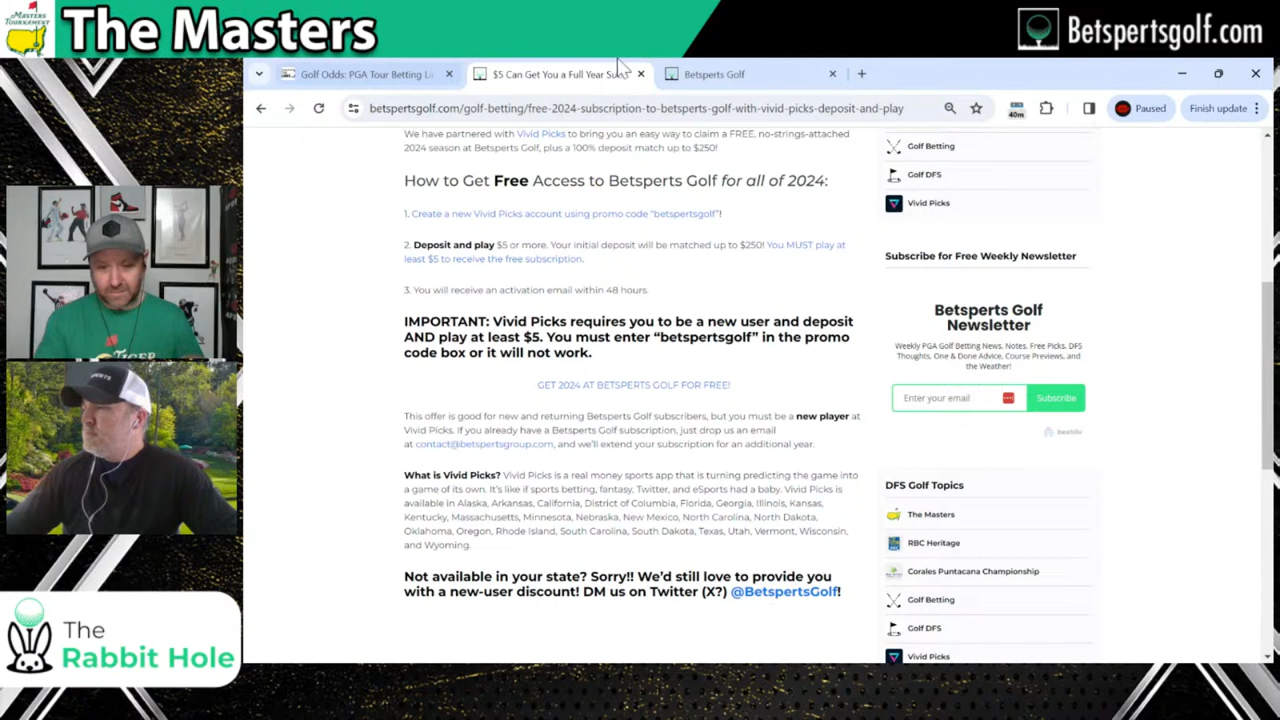 MASTERS
TOURNAMENT
The Masters
Betspertsgolf.com
Golf Odds: PGA Tour Betting Li
$5 Can Get You a Full Year Su
Betsperts Golf
betspertsgolf.com/golf-betting/free-2024-subscription-to-betsperts-golf-with-vivid-picks-deposit-and-play
40m
Paused
Finish update
We have partnered with Vivid Picks to bring you an easy way to claim a FREE, no-strings-attached
2024 season at Betsperts Golf, plus a 100% deposit match up to $250!
How to Get Free Access to Betsperts Golf for all of 2024:
1. Create a new Vivid Picks account using promo code "betspertsgolf"!
2. Deposit and play $5 or more. Your initial deposit will be matched up to $250! You MUST play at
least $5 to receive the free subscription.
3. You will receive an activation email within 48 hours.
IMPORTANT: Vivid Picks requires you to be a new user and deposit
AND play at least $5. You must enter "betspertsgolf" in the promo
code box or it will not work.
GET 2024 AT BETSPERTS GOLF FOR FREE!
This offer is good for new and returning Betsperts Golf subscribers, but you must be a new player at
Vivid Picks. If you already have a Betsperts Golf subscription, just drop us an email
at contact@betspertsgroup.com, and we'll extend your subscription for an additional year.
What is Vivid Picks? Vivid Picks is a real money sports app that is turning predicting the game into
a game of its own. It's like if sports betting, fantasy, Twitter, and eSports had a baby. Vivid Picks is
available in Alaska, Arkansas, California, District of Columbia, Florida, Georgia, Illinois, Kansas,
Kentucky, Massachusetts, Minnesota, Nebraska, New Mexico, North Carolina, North Dakota,
Oklahoma, Oregon, Rhode Island, South Carolina, South Dakota, Texas, Utah, Vermont, Wisconsin,
and Wyoming.
Not available in your state? Sorry!! We'd still love to provide you
with a new-user discount! DM us on Twitter (X?) @BetspertsGolf!
Golf Betting
Golf DFS
Vivid Picks
Subscribe for Free Weekly Newsletter
Betsperts Golf
Newsletter
Weekly PGA Golf Betting News, Notes, Free Picks, DFS
Thoughts, One & Done Advice, Course Previews, and
the Weather!
Enter your email
Subscribe
beehiiv
DFS Golf Topics
The Masters
RBC Heritage
Corales Puntacana Championship
Golf Betting
Golf DFS
Vivid Picks
The
Rabbit Hole